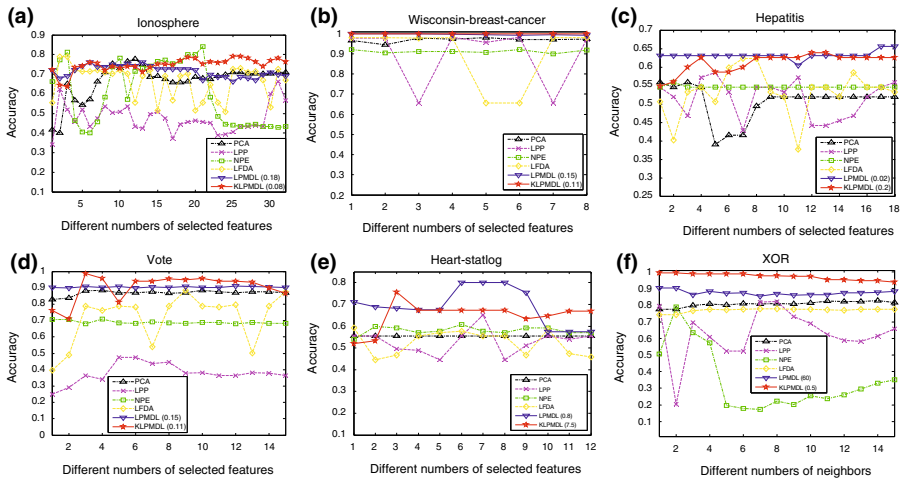 (a)
Ionosphere
Accuracy
0.9
0.8
0.7
0.6
0.5
0.4
0.3
0.2
0.1
5 10 15 20 25 30
Different numbers of selected features
PCA
LPP
NPE
LFDA
LPMDL (0.18)
KLPMDL (0.08)
(b)
Wisconsin-breast-cancer
Accuracy
1
0.9
0.8
0.7
0.6
0.5
0.4
0.3
0.2
1 2 3 4 5 6 7 8
Different numbers of selected features
PCA
LPP
NPE
LFDA
LPMDL (0.15)
KLPMDL (0.11)
(c)
Hepatitis
Accuracy
0.7
0.65
0.6
0.55
0.5
0.45
0.4
0.35
0.3
0.25
2 4 6 8 10 12 14 16 18
Different numbers of selected features
PCA
LPP
NPE
LFDA
LPMDL (0.02)
KLPMDL (0.2)
(d)
Vote
Accuracy
1
0.9
0.8
0.7
0.6
0.5
0.4
0.3
0.2
0.1
0
2 4 6 8 10 12 14
Different numbers of selected features
PCA
LPP
NPE
LFDA
LPMDL (0.15)
KLPMDL (0.11)
(e)
Heart-statlog
Accuracy
0.8
0.7
0.6
0.5
0.4
0.3
0.2
0.1
1 2 3 4 5 6 7 8 9 10 11 12
Different numbers of selected features
PCA
LPP
NPE
LFDA
LPMDL (0.8)
KLPMDL (7.5)
(f)
XOR
Accuracy
1
0.9
0.8
0.7
0.6
0.5
0.4
0.3
0.2
0.1
2 4 6 8 10 12 14
Different numbers of neighbors
PCA
LPP
NPE
LFDA
LPMDL (60)
KLPMDL (0.5)